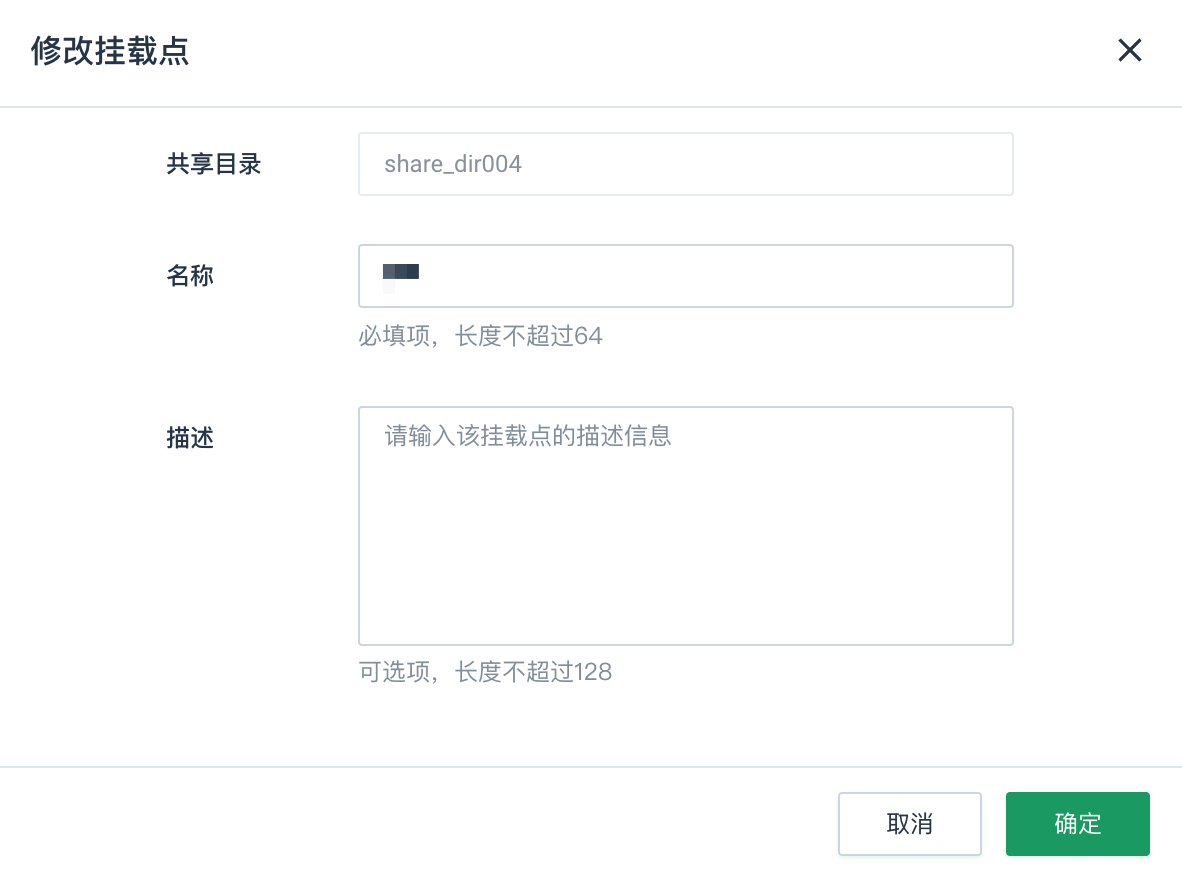 修改挂载点
共享目录
share_dir004
名称
必填项，长度不超过64
描述
请输入该挂载点的描述信息
可选项，长度不超过128
取消
确定